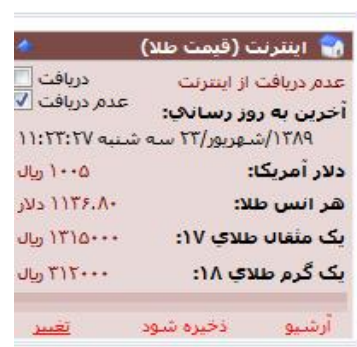 اینترنت (قیمت طلا)
عدم دریافت از اینترنت دریافت
آخرین به روز رسانی: عدم دریافت
۱۳۸۹/شهریور/۲۳ سه شنبه ۱۱:۲۳:۲۷
دلار آمریکا: ۱۰۰۵ ریال
هر انس طلا: ۱۱۳۶.۸۰ دلار
یک مثقال طلای ۱۷: ۱۳۱۵۰۰۰ ریال
یک گرم طلای ۱۸: ۳۱۲۰۰۰ ریال
آرشیو ذخیره شود تغییر